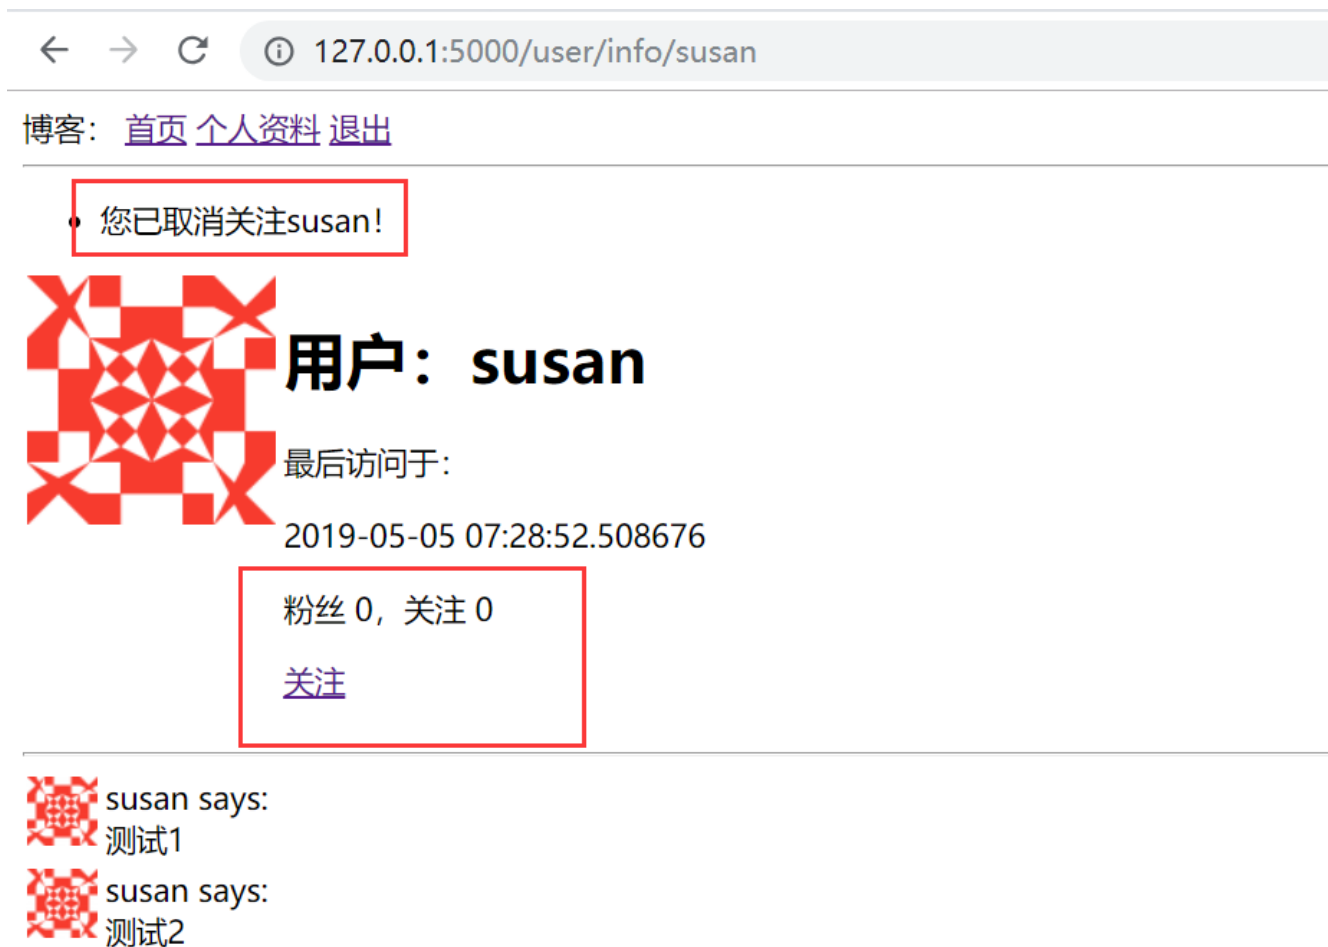 127.0.0.1:5000/user/info/susan
博客： 首页 个人资料 退出
您已取消关注susan！
用户：susan
最后访问于：
2019-05-05 07:28:52.508676
粉丝 0，关注 0
关注
susan says:
测试1
susan says:
测试2